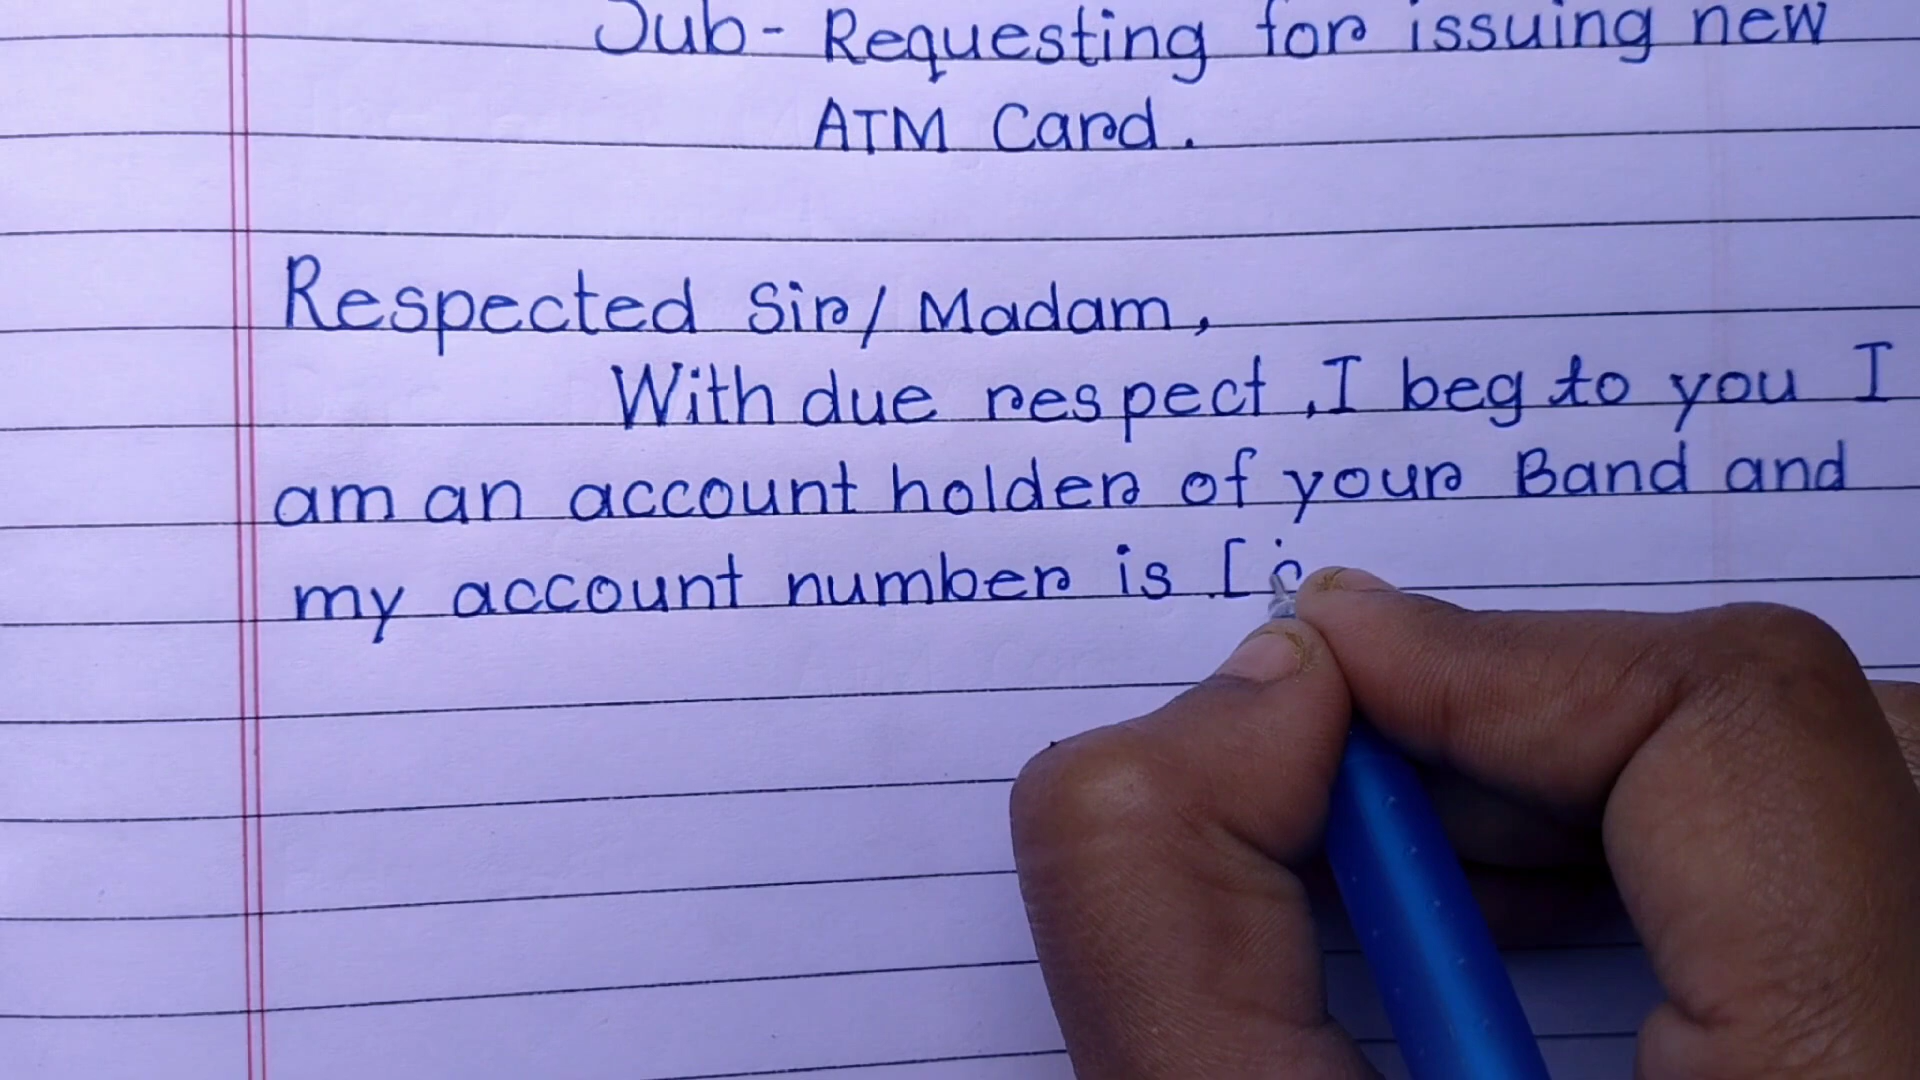 Sub- Requesting for issuing new
ATM Card.
Respected Sir/ Madam,
With due respect, I beg to you I
am an account holder of your Band and
my account number is [